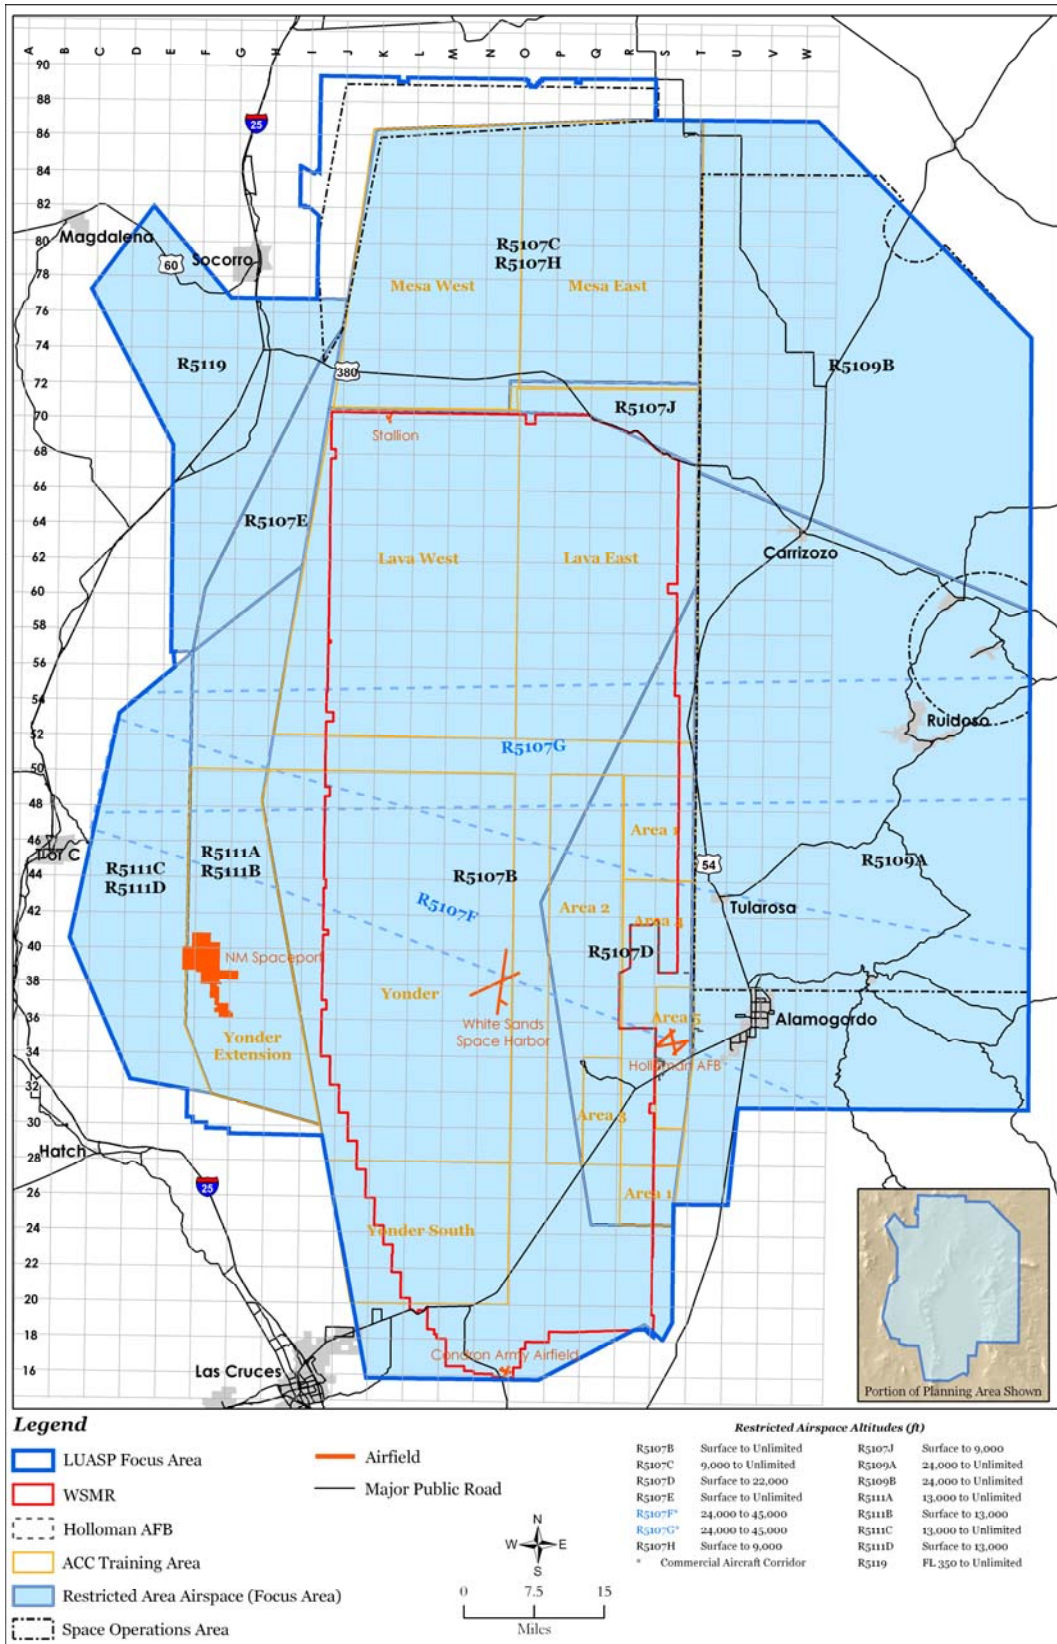 A B C D E F G H I J K L M N O P Q R S T U V W
90
88
25
86
84
82
Magdalena
80
R5107C
60
Socorro
R5107H
78
Mesa West
Mesa East
76
74
R5119
380
R5109B
72
R5107J
70
Stallion
68
66
R5107E
64
Carrizozo
62
Lava West
Lava East
60
58
56
54
Ruidoso
52
R5107G
50
48
Area 1
46
T or C
R5111A
R5111C
R5111B
R5107B
54
R5109A
44
R5111D
R5107F
Area 2
Area 4
Tularosa
42
R5107D
40
NM Spaceport
38
Yonder
36
White Sands
Space Harbor
Area 5
Alamogordo
Yonder
Extension
34
Holloman AFB
32
Area 3
30
Hatch
28
25
26
Area 1
24
Yonder South
22
20
18
Condron Army Airfield
Las Cruces
16
Portion of Planning Area Shown
Legend
LUASP Focus Area
WSMR
Holloman AFB
ACC Training Area
Restricted Area Airspace (Focus Area)
Space Operations Area
Airfield
Major Public Road
N
W E
S
0 7.5 15
Miles
Restricted Airspace Altitudes (ft)
R5107B Surface to Unlimited
R5107C 9,000 to Unlimited
R5107D Surface to 22,000
R5107E Surface to Unlimited
R5107F* 24,000 to 45,000
R5107G* 24,000 to 45,000
R5107H Surface to 9,000
* Commercial Aircraft Corridor
R5107J Surface to 9,000
R5109A 24,000 to Unlimited
R5109B 24,000 to Unlimited
R5111A 13,000 to Unlimited
R5111B Surface to 13,000
R5111C 13,000 to Unlimited
R5111D Surface to 13,000
R5119 FL 350 to Unlimited